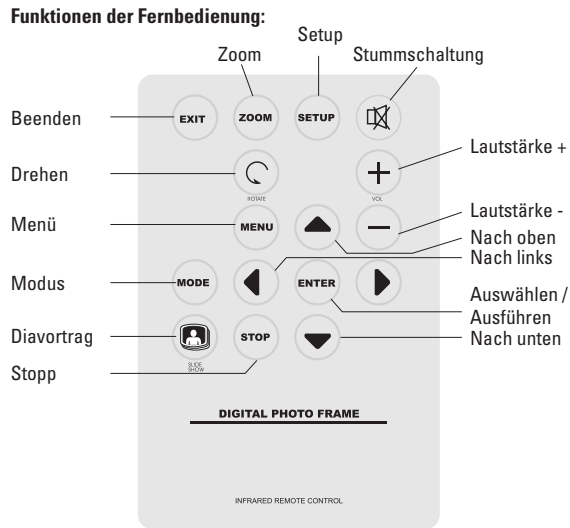 Funktionen der Fernbedienung:
Setup
Zoom
Stummschaltung
Beenden
EXIT
ZOOM
SETUP
Lautstärke +
Drehen
ROTATE
VOL
Lautstärke -
Menü
MENU
Nach oben
Nach links
Modus
MODE
ENTER
Auswählen /
Ausführen
Diavortrag
STOP
Nach unten
SLIDE
SHOW
Stopp
DIGITAL PHOTO FRAME
INFRARED REMOTE CONTROL